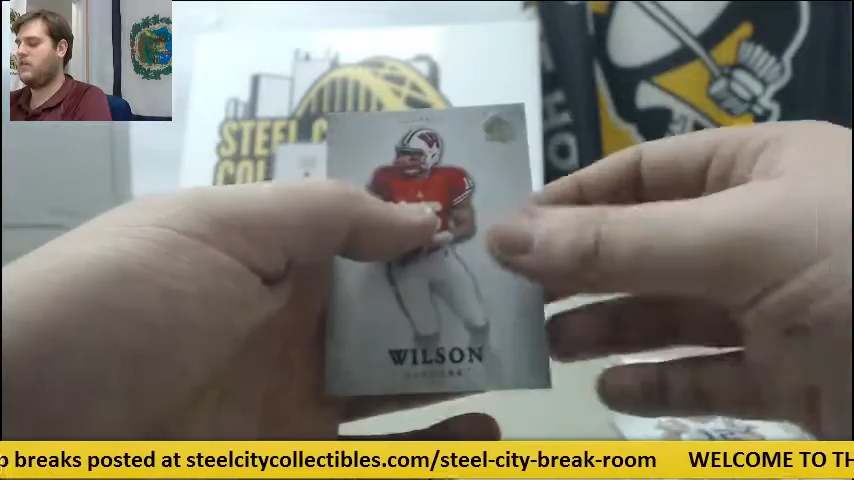 STEEL C
COL
WILSON
p breaks posted at steelcitycollectibles.com/steel-city-break-room WELCOME TO TH